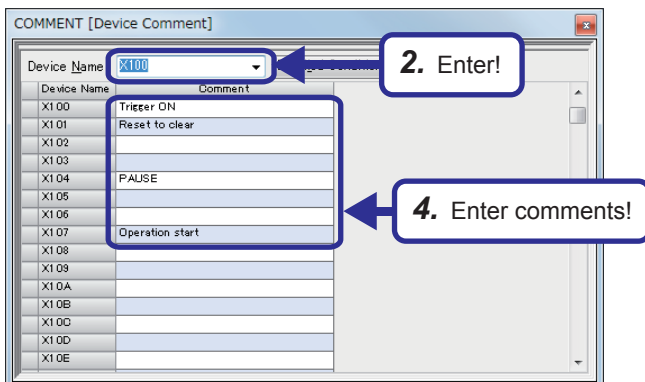 COMMENT [Device Comment]
Device Name X100
2. Enter!
Device Name Comment
X100 Trigger ON
X101 Reset to clear
X102
X103
X104 PAUSE
X105
X106
4. Enter comments!
X107 Operation start
X108
X109
X10A
X10B
X10C
X10D
X10E